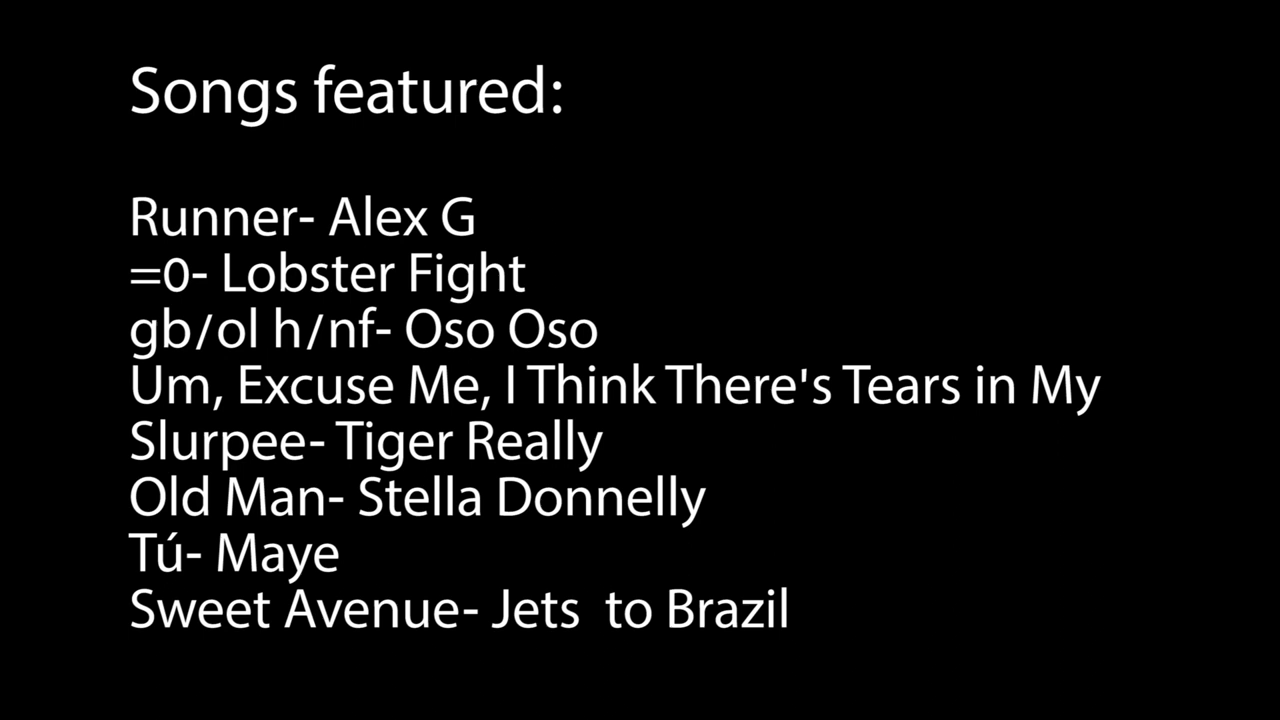 Songs featured:
Runner- Alex G
=0- Lobster Fight
gb/ol h/nf- Oso Oso
Um, Excuse Me, I Think There's Tears in My
Slurpee- Tiger Really
Old Man- Stella Donnelly
Tú- Maye
Sweet Avenue- Jets  to Brazil